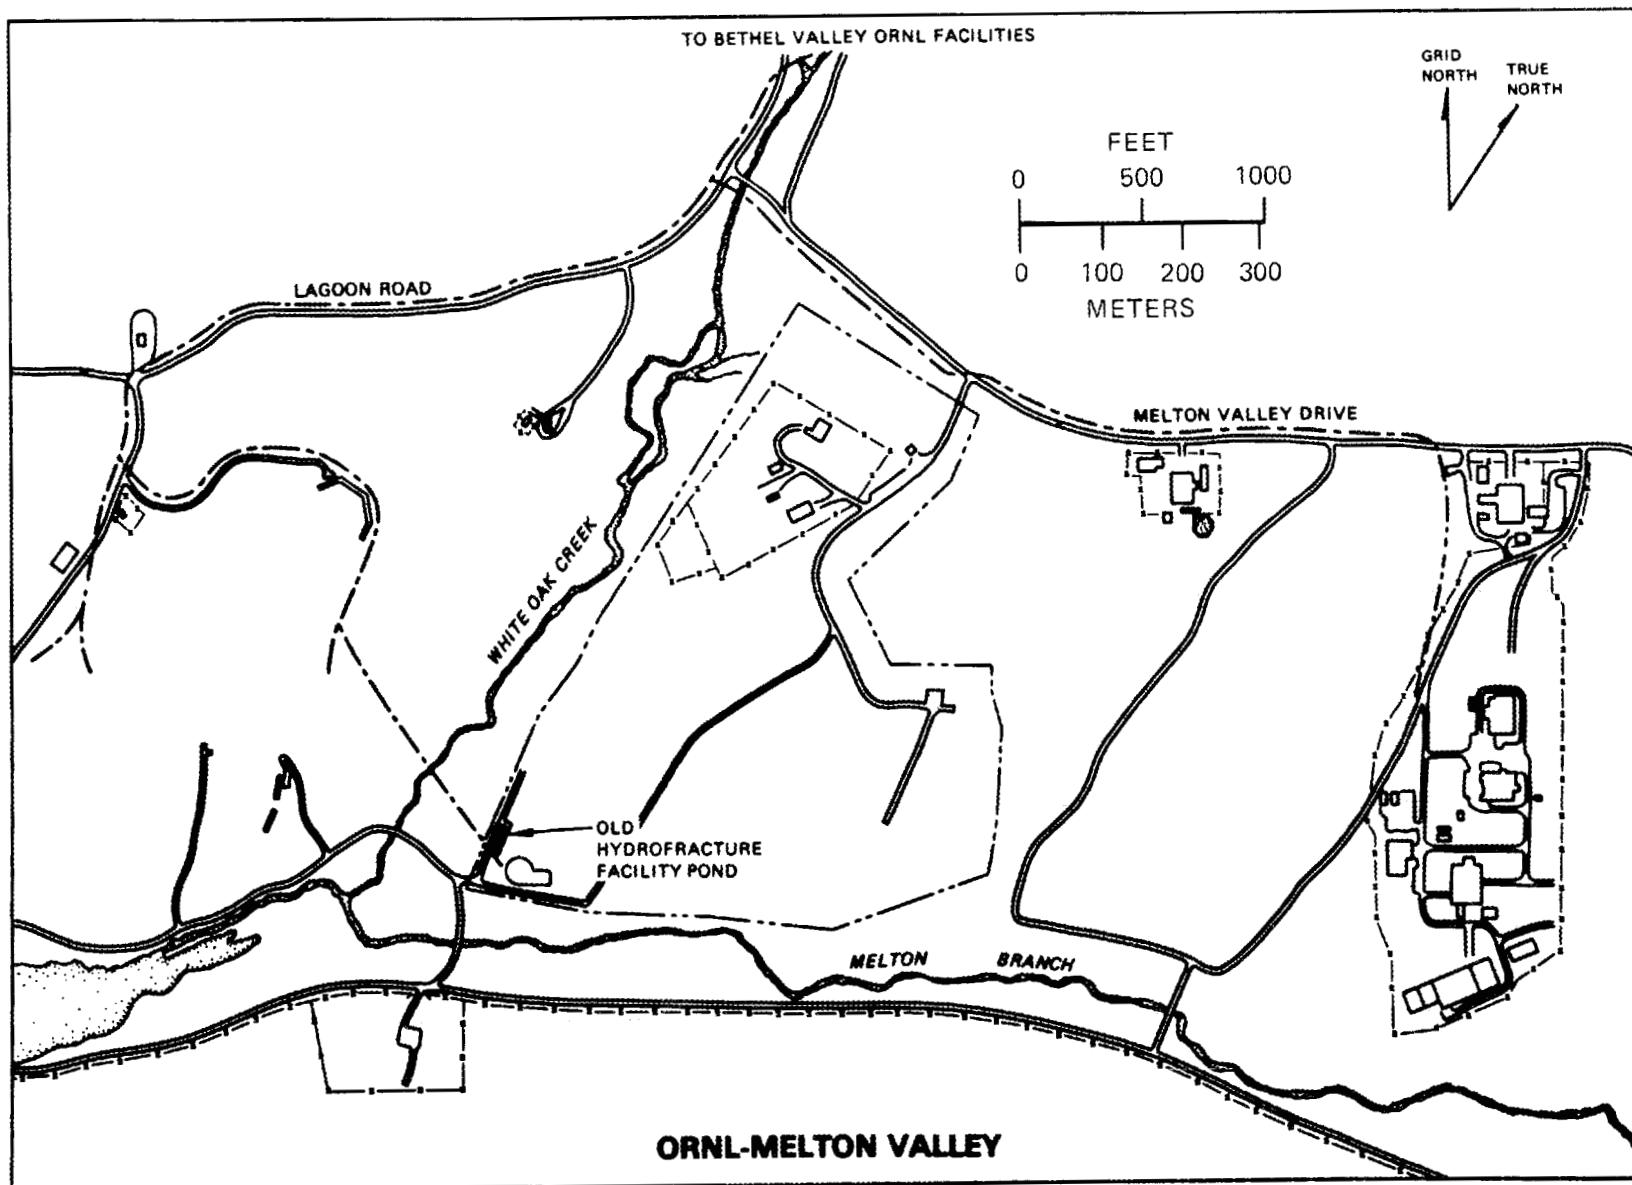 TO BETHEL VALLEY ORNL FACILITIES
GRID
NORTH
TRUE
NORTH
FEET
0 500 1000
0 100 200 300
METERS
LAGOON ROAD
MELTON VALLEY DRIVE
WHITE OAK CREEK
OLD
HYDROFRACTURE
FACILITY POND
MELTON BRANCH
ORNL-MELTON VALLEY